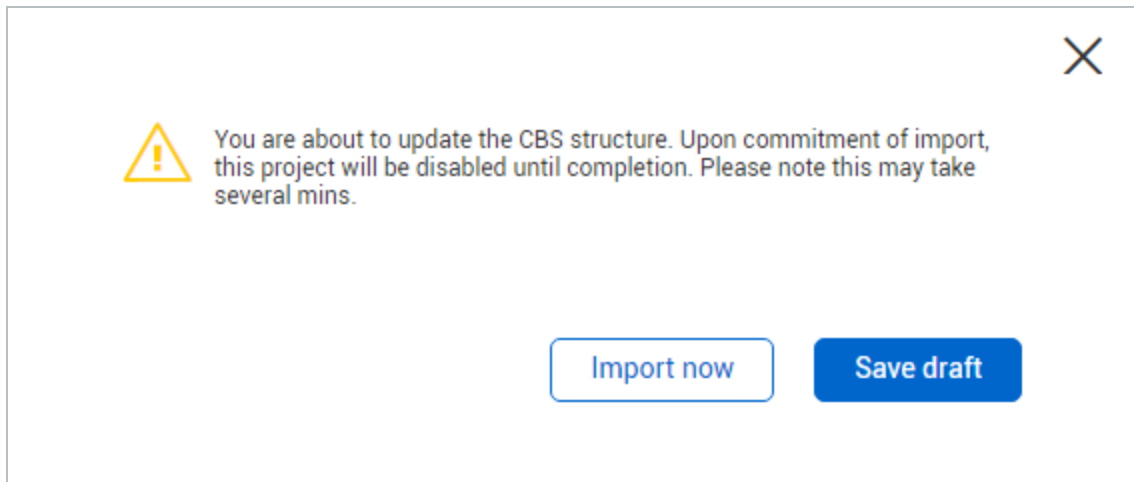 You are about to update the CBS structure. Upon commitment of import,
this project will be disabled until completion. Please note this may take
several mins.
Import now
Save draft